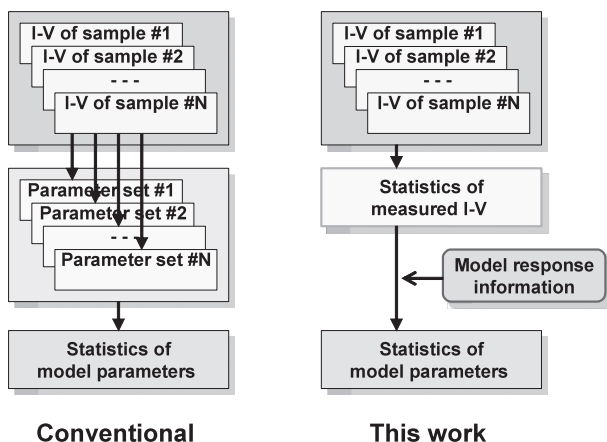 I-V of sample #1
I-V of sample #2
- - -
I-V of sample #N
Parameter set #1
Parameter set #2
- - -
Parameter set #N
Statistics of
model parameters
Conventional
I-V of sample #1
I-V of sample #2
- - -
I-V of sample #N
Statistics of
measured I-V
Model response
information
Statistics of
model parameters
This work